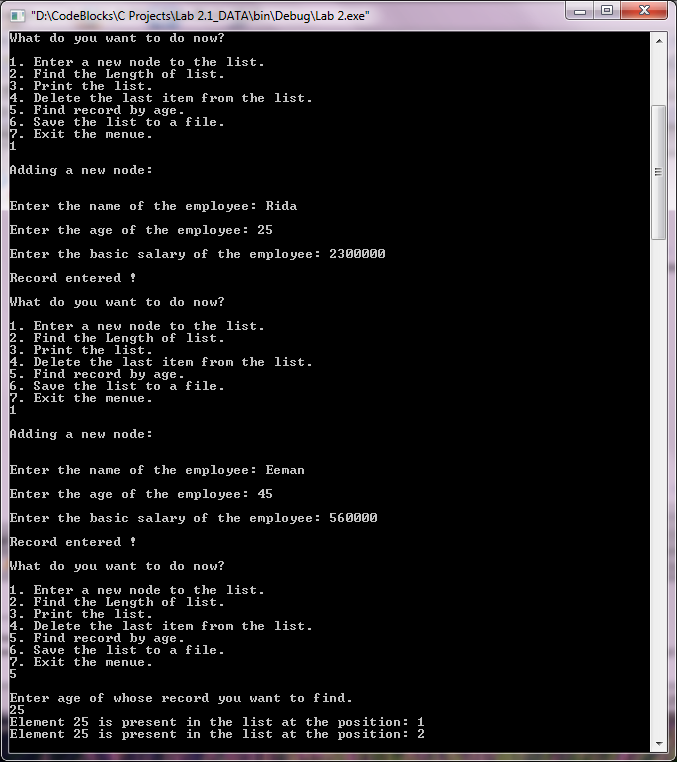 "D:\CodeBlocks\C Projects\Lab 2.1_DATA\bin\Debug\Lab 2.exe"
What do you want to do now?
1. Enter a new node to the list.
2. Find the Length of list.
3. Print the list.
4. Delete the last item from the list.
5. Find record by age.
6. Save the list to a file.
7. Exit the menue.
1
Adding a new node:
Enter the name of the employee: Rida
Enter the age of the employee: 25
Enter the basic salary of the employee: 2300000
Record entered !
What do you want to do now?
1. Enter a new node to the list.
2. Find the Length of list.
3. Print the list.
4. Delete the last item from the list.
5. Find record by age.
6. Save the list to a file.
7. Exit the menue.
1
Adding a new node:
Enter the name of the employee: Eeman
Enter the age of the employee: 45
Enter the basic salary of the employee: 560000
Record entered !
What do you want to do now?
1. Enter a new node to the list.
2. Find the Length of list.
3. Print the list.
4. Delete the last item from the list.
5. Find record by age.
6. Save the list to a file.
7. Exit the menue.
5
Enter age of whose record you want to find.
25
Element 25 is present in the list at the position: 1
Element 25 is present in the list at the position: 2